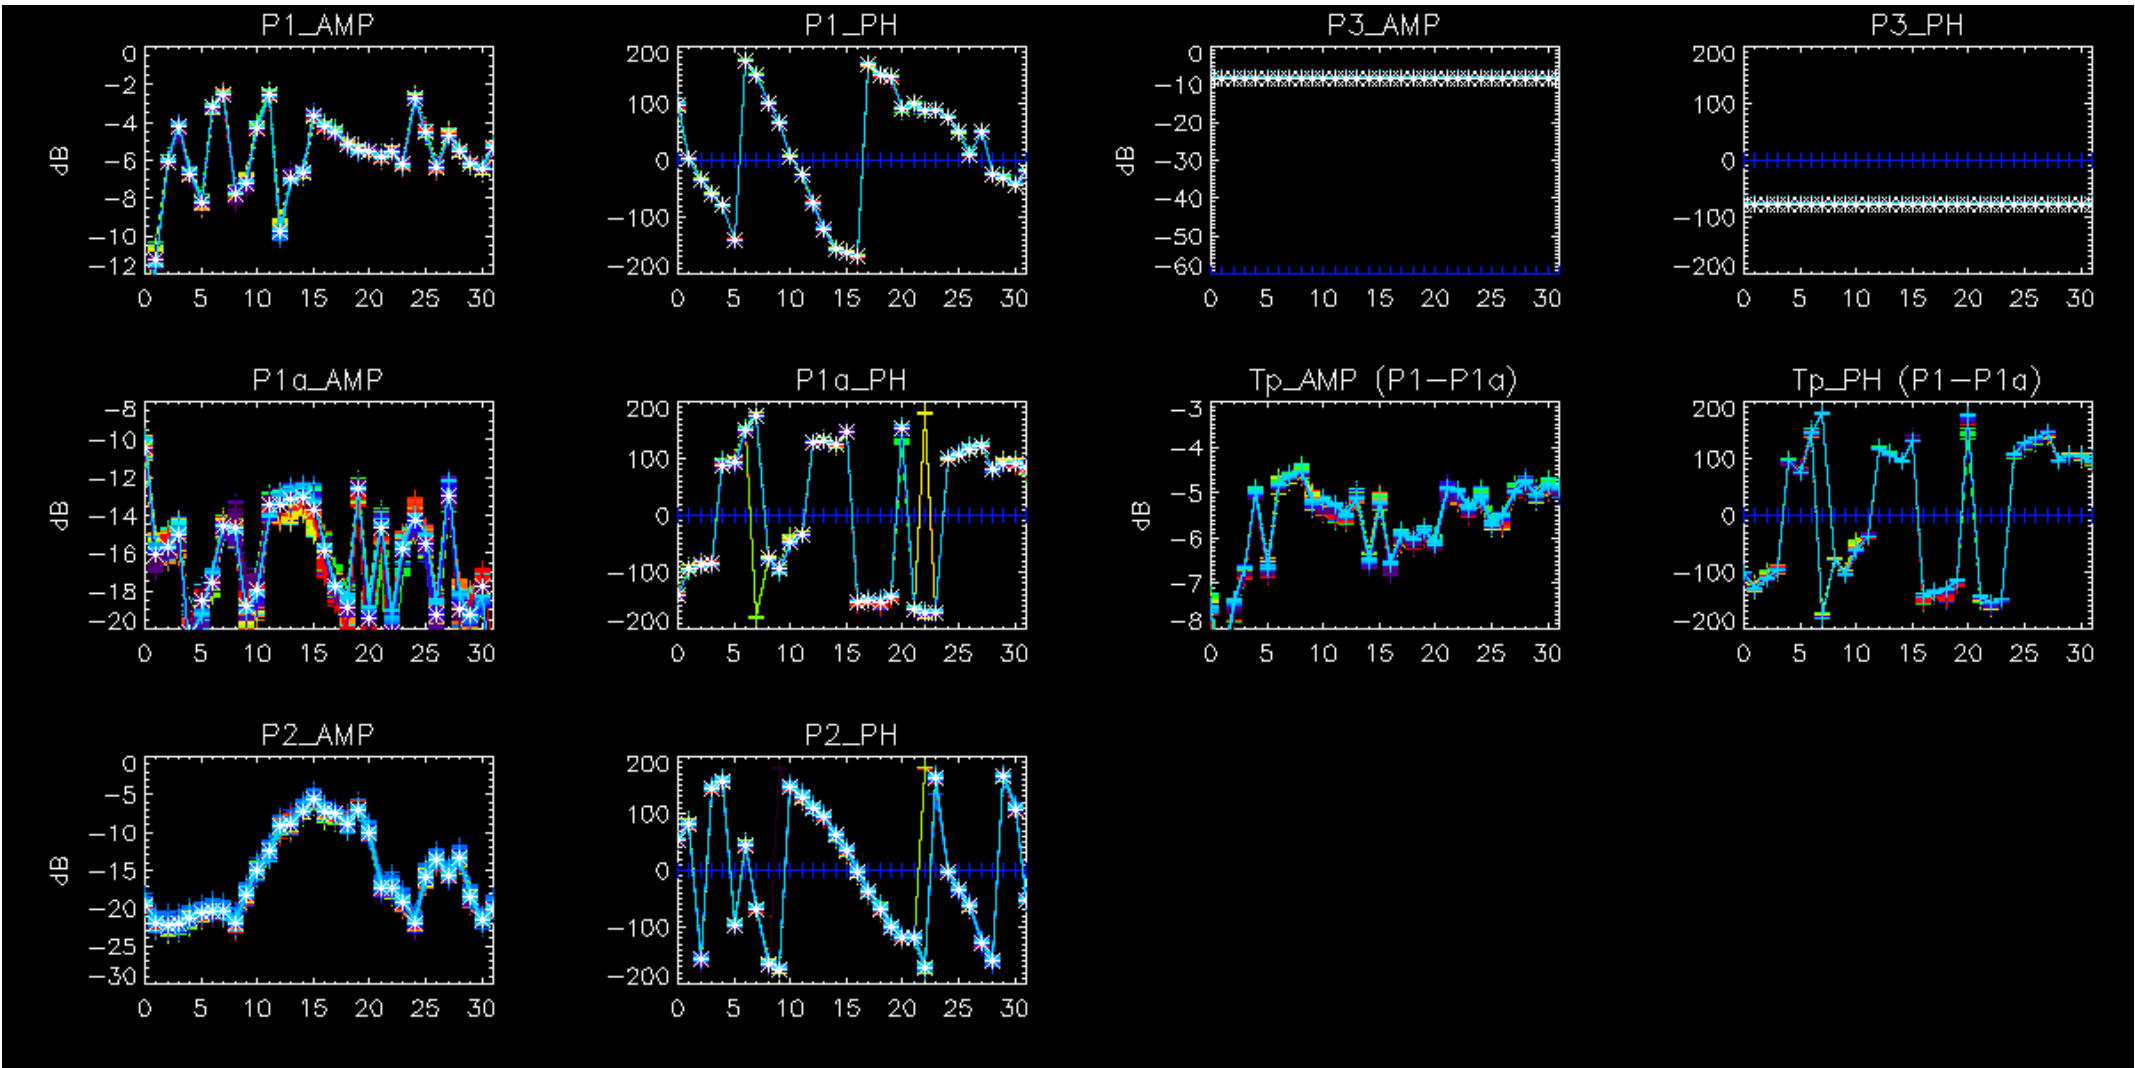 P1_AMP
0
-2
-4
-6
-8
-10
-12
dB
0 5 10 15 20 25 30
P1_PH
200
100
0
-100
-200
0 5 10 15 20 25 30
P3_AMP
0
-10
-20
-30
-40
-50
-60
dB
0 5 10 15 20 25 30
P3_PH
200
100
0
-100
-200
0 5 10 15 20 25 30
P1a_AMP
-8
-10
-12
-14
-16
-18
-20
dB
0 5 10 15 20 25 30
P1a_PH
200
100
0
-100
-200
0 5 10 15 20 25 30
Tp_AMP (P1-P1a)
-3
-4
-5
-6
-7
-8
dB
0 5 10 15 20 25 30
Tp_PH (P1-P1a)
200
100
0
-100
-200
0 5 10 15 20 25 30
P2_AMP
0
-5
-10
-15
-20
-25
-30
dB
0 5 10 15 20 25 30
P2_PH
200
100
0
-100
-200
0 5 10 15 20 25 30